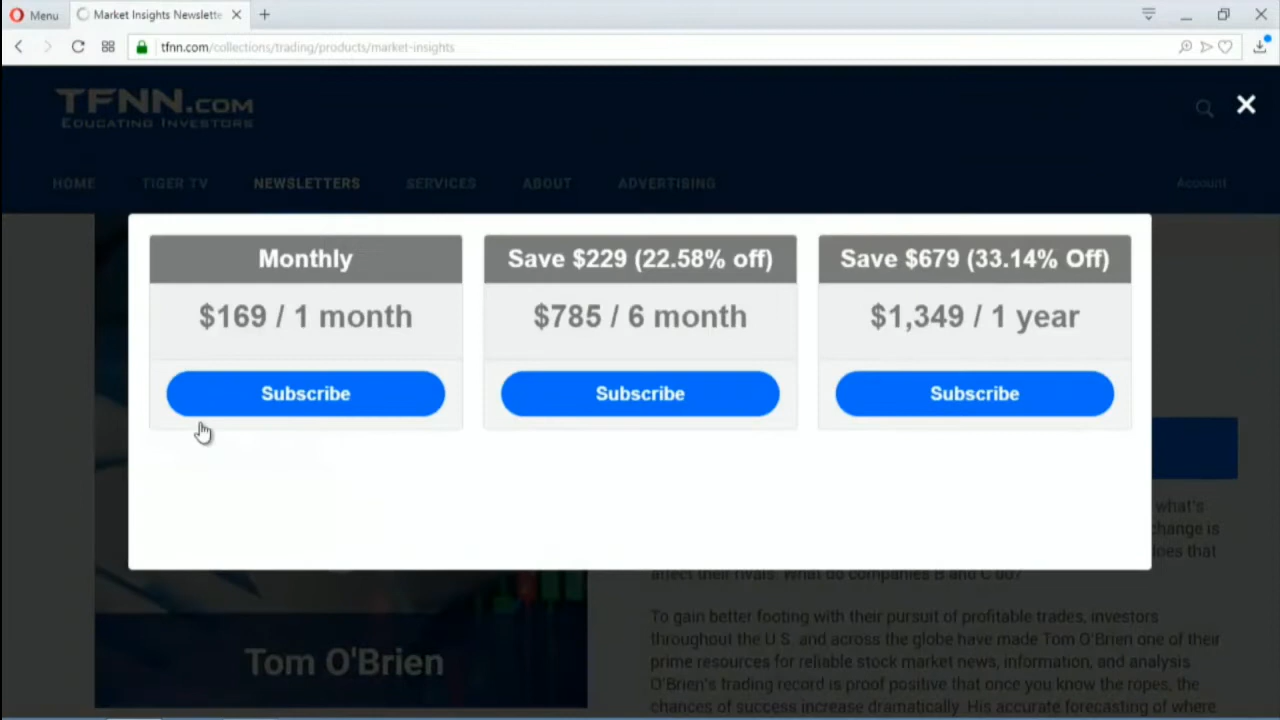 Menu
Market Insights Newslette
tfnn.com/collections/trading/products/market-insights
TFNN.COM
EDUCATING INVESTORS
HOME
TIGER TV
NEWSLETTERS
SERVICES
ABOUT
ADVERTISING
Account
Monthly
$169 / 1 month
Subscribe
Save $229 (22.58% off)
$785 / 6 month
Subscribe
Save $679 (33.14% Off)
$1,349 / 1 year
Subscribe
what's
change is
does that
affect their rivals. What do companies B and C do?
To gain better footing with their pursuit of profitable trades, investors
throughout the U.S. and across the globe have made Tom O'Brien one of their
prime resources for reliable stock market news, information, and analysis.
O'Brien's trading record is proof positive that once you know the ropes, the
chances of success increase dramatically. His accurate forecasting of where
Tom O'Brien